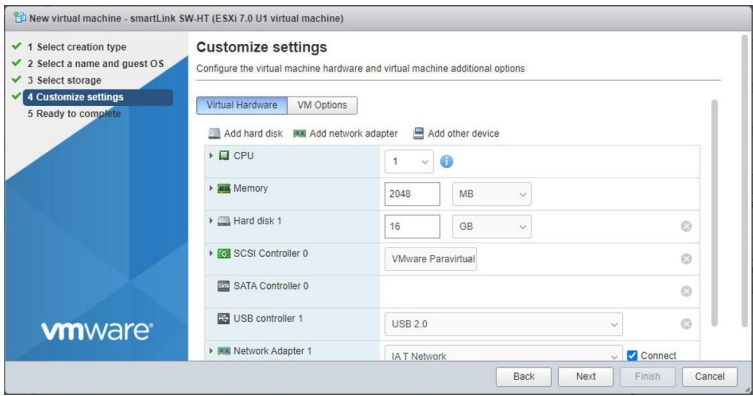 New virtual machine - smartLink SW-HT (ESXi 7.0 U1 virtual machine)
1 Select creation type
2 Select a name and guest OS
3 Select storage
4 Customize settings
5 Ready to complete
vmware®
Customize settings
Configure the virtual machine hardware and virtual machine additional options
Virtual Hardware VM Options
Add hard disk Add network adapter Add other device
CPU 1
Memory 2048 MB
Hard disk 1 16 GB
SCSI Controller 0 VMware Paravirtual
SATA Controller 0
USB controller 1 USB 2.0
Network Adapter 1 IAT Network Connect
Back Next Finish Cancel